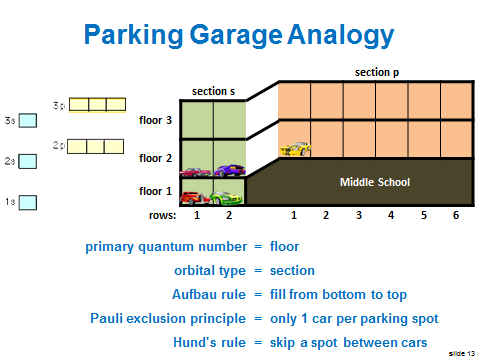 Parking Garage Analogy
section p
section s
3p
3s
floor 3
2p
2s
floor 2
Middle School
floor 1
1s
rows: 1 2 1 2 3 4 5 6
primary quantum number = floor
orbital type = section
Aufbau rule = fill from bottom to top
Pauli exclusion principle = only 1 car per parking spot
Hund's rule = skip a spot between cars
slide 13